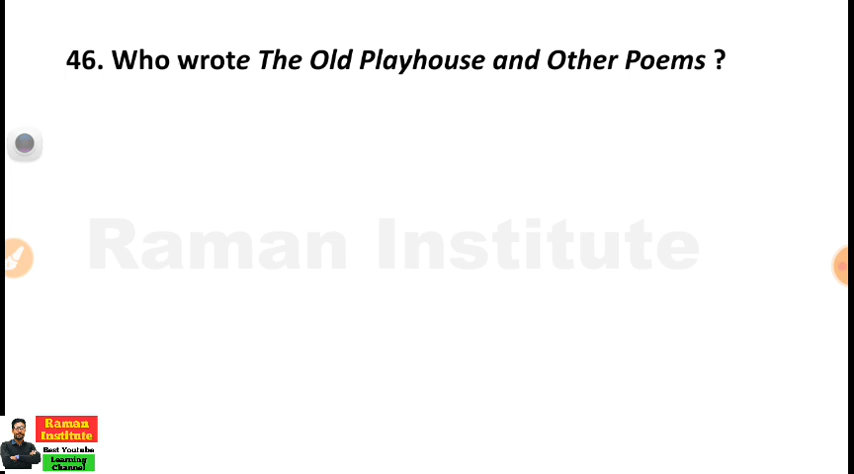 46. Who wrote The Old Playhouse and Other Poems ?
Raman Institute
Raman
Institute
Best Youtube
Learning
Channel